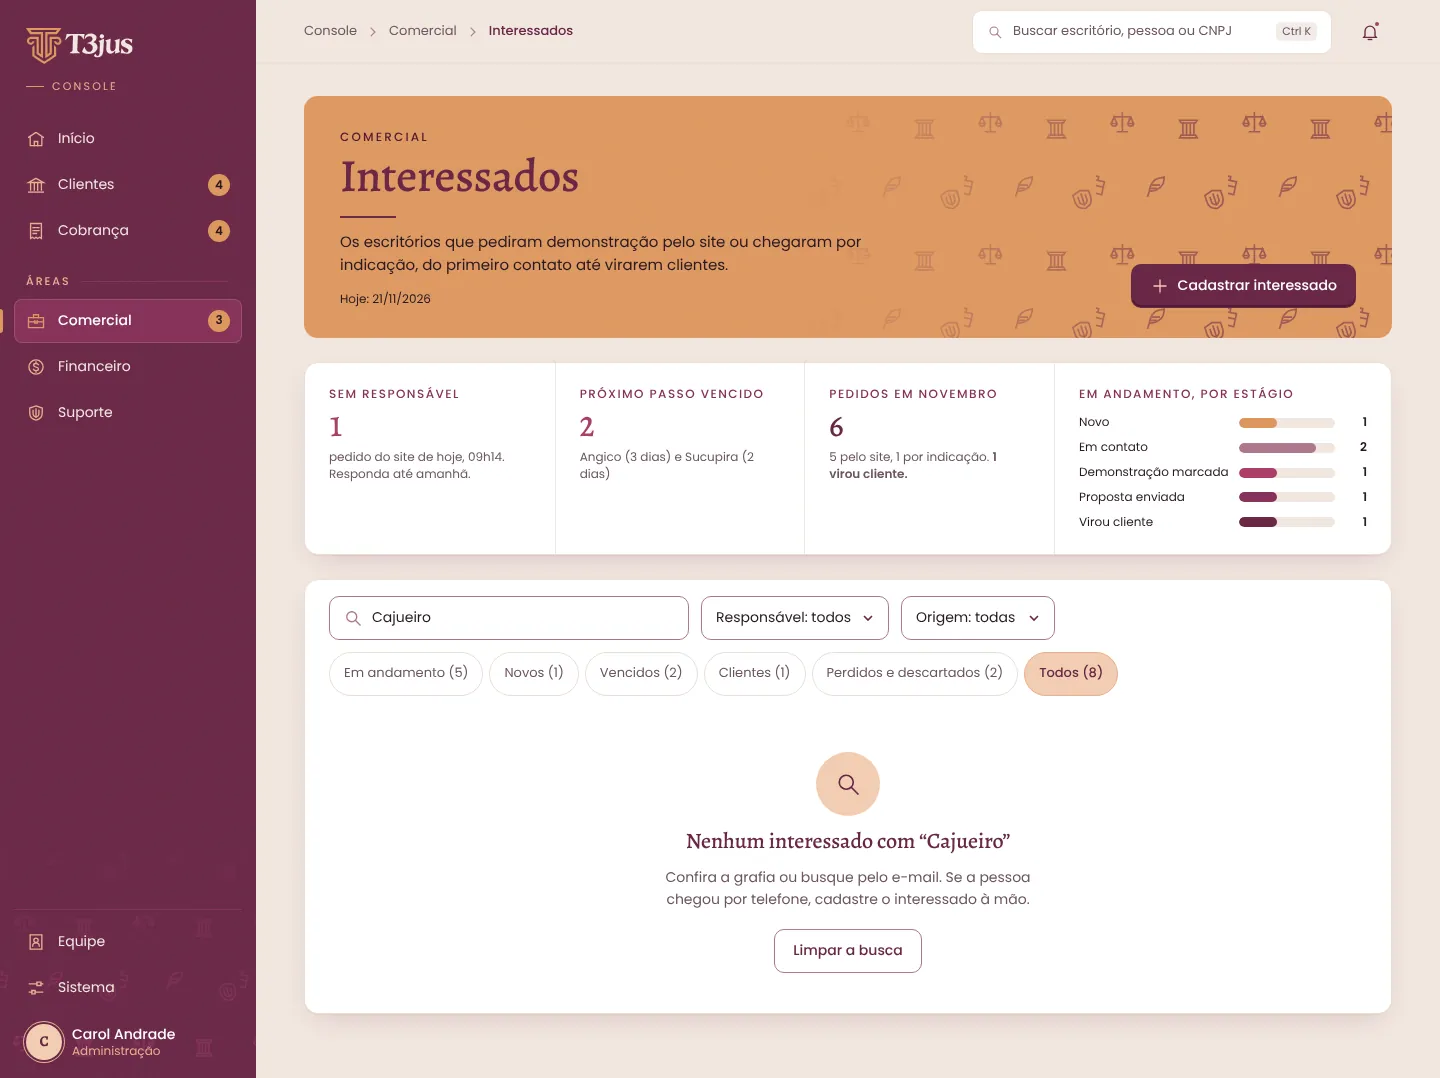 T3jus
CONSOLE
Início
Clientes 4
Cobrança 4
ÁREAS
Comercial 3
Financeiro
Suporte
Equipe
Sistema
C
Carol Andrade
Administração
Console
Comercial
Interessados
Buscar escritório, pessoa ou CNPJ
Ctrl K
COMERCIAL
Interessados
Os escritórios que pediram demonstração pelo site ou chegaram por
indicação, do primeiro contato até virarem clientes.
Hoje: 21/11/2026
Cadastrar interessado
SEM RESPONSÁVEL
1
pedido do site de hoje, 09h14.
Responda até amanhã.
PRÓXIMO PASSO VENCIDO
2
Angico (3 dias) e Sucupira (2
dias)
PEDIDOS EM NOVEMBRO
6
5 pelo site, 1 por indicação. 1
virou cliente.
EM ANDAMENTO, POR ESTÁGIO
Novo 1
Em contato 2
Demonstração marcada 1
Proposta enviada 1
Virou cliente 1
Cajueiro
Responsável: todos
Origem: todas
Em andamento (5)
Novos (1)
Vencidos (2)
Clientes (1)
Perdidos e descartados (2)
Todos (8)
Nenhum interessado com “Cajueiro”
Confira a grafia ou busque pelo e-mail. Se a pessoa
chegou por telefone, cadastre o interessado à mão.
Limpar a busca